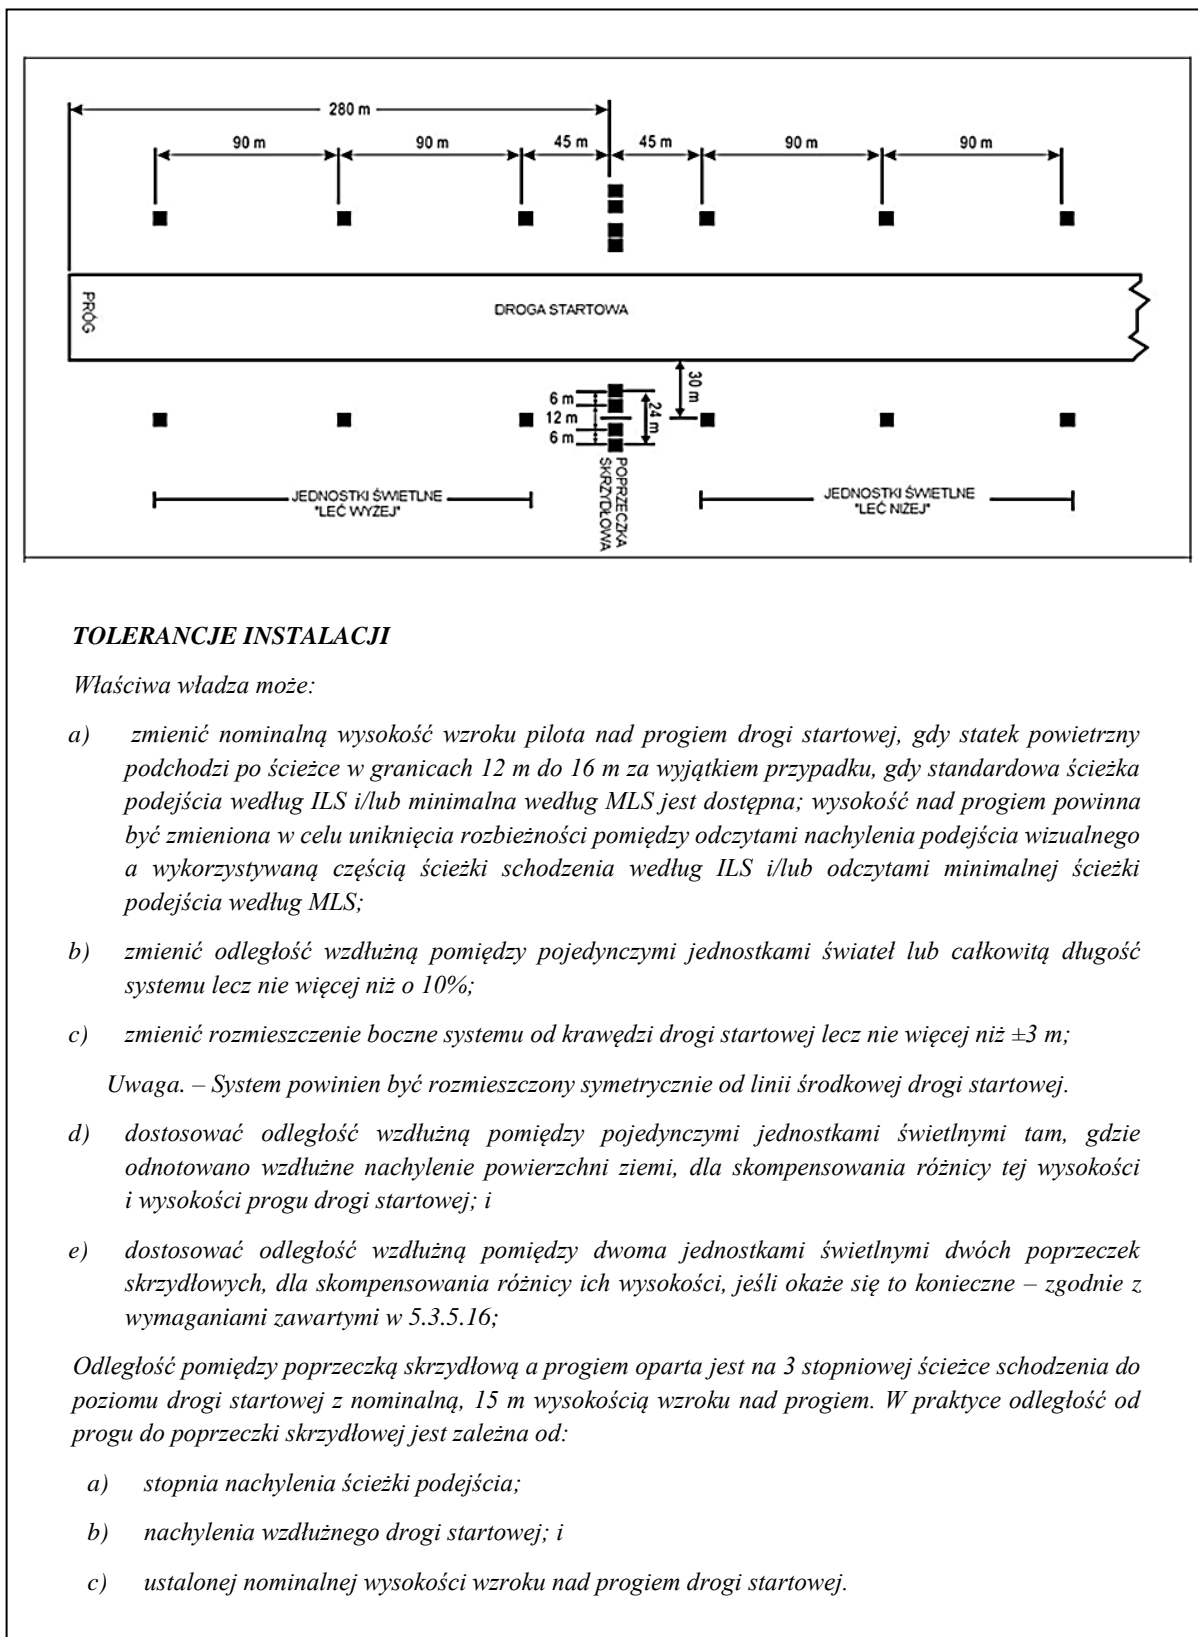 280 m
90 m 90 m 45 m 45 m 90 m 90 m
PRÓG
DROGA STARTOWA
30 m
6 m
12 m
6 m
24 m
POPRZECZKA
SKRZYDŁOWA
JEDNOSTKI ŚWIETLNE
"LEĆ WYŻEJ"
JEDNOSTKI ŚWIETLNE
"LEĆ NIŻEJ"
TOLERANCJE INSTALACJI
Właściwa władza może:
a) zmienić nominalną wysokość wzroku pilota nad progiem drogi startowej, gdy statek powietrzny
podchodzi po ścieżce w granicach 12 m do 16 m za wyjątkiem przypadku, gdy standardowa ścieżka
podejścia według ILS i/lub minimalna według MLS jest dostępna; wysokość nad progiem powinna
być zmieniona w celu uniknięcia rozbieżności pomiędzy odczytami nachylenia podejścia wizualnego
a wykorzystywaną częścią ścieżki schodzenia według ILS i/lub odczytami minimalnej ścieżki
podejścia według MLS;
b) zmienić odległość wzdłużną pomiędzy pojedynczymi jednostkami świateł lub całkowitą długość
systemu lecz nie więcej niż o 10%;
c) zmienić rozmieszczenie boczne systemu od krawędzi drogi startowej lecz nie więcej niż ±3 m;
Uwaga. – System powinien być rozmieszczony symetrycznie od linii środkowej drogi startowej.
d) dostosować odległość wzdłużną pomiędzy pojedynczymi jednostkami świetlnymi tam, gdzie
odnotowano wzdłużne nachylenie powierzchni ziemi, dla skompensowania różnicy tej wysokości
i wysokości progu drogi startowej; i
e) dostosować odległość wzdłużną pomiędzy dwoma jednostkami świetlnymi dwóch poprzeczek
skrzydłowych, dla skompensowania różnicy ich wysokości, jeśli okaże się to konieczne – zgodnie z
wymaganiami zawartymi w 5.3.5.16;
Odległość pomiędzy poprzeczką skrzydłową a progiem oparta jest na 3 stopniowej ścieżce schodzenia do
poziomu drogi startowej z nominalną, 15 m wysokością wzroku nad progiem. W praktyce odległość od
progu do poprzeczki skrzydłowej jest zależna od:
a) stopnia nachylenia ścieżki podejścia;
b) nachylenia wzdłużnego drogi startowej; i
c) ustalonej nominalnej wysokości wzroku nad progiem drogi startowej.